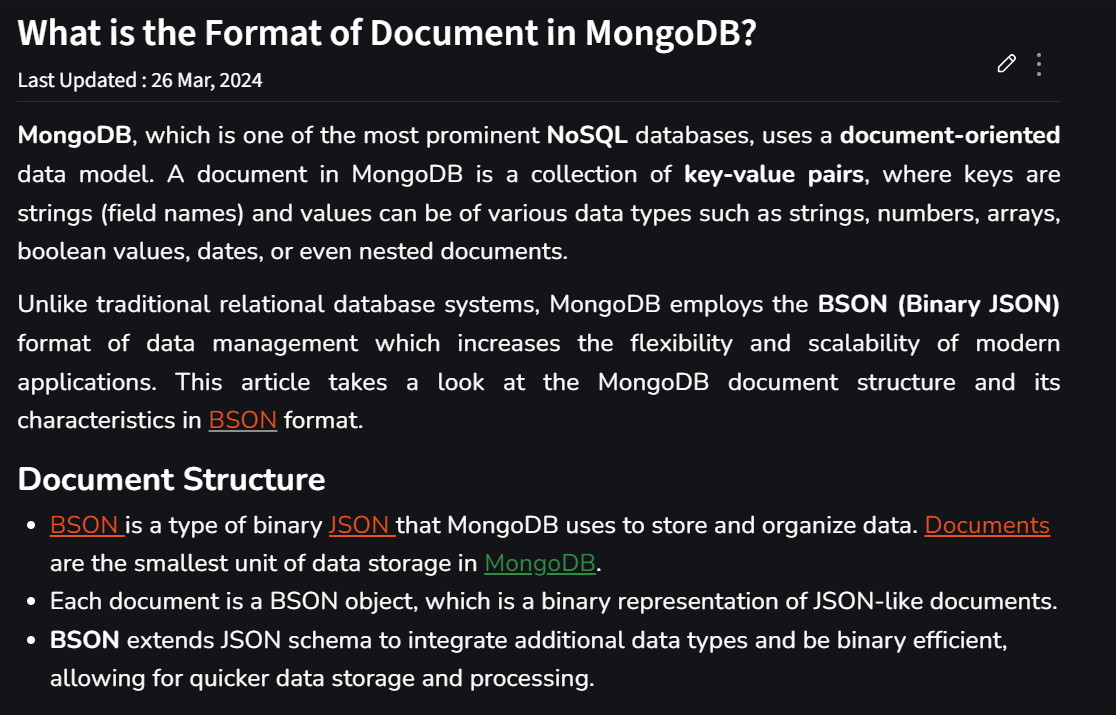 What is the Format of Document in MongoDB?
Last Updated : 26 Mar, 2024
MongoDB, which is one of the most prominent NoSQL databases, uses a document-oriented
data model. A document in MongoDB is a collection of key-value pairs, where keys are
strings (field names) and values can be of various data types such as strings, numbers, arrays,
boolean values, dates, or even nested documents.
Unlike traditional relational database systems, MongoDB employs the BSON (Binary JSON)
format of data management which increases the flexibility and scalability of modern
applications. This article takes a look at the MongoDB document structure and its
characteristics in BSON format.
Document Structure
• BSON is a type of binary JSON that MongoDB uses to store and organize data. Documents
are the smallest unit of data storage in MongoDB.
• Each document is a BSON object, which is a binary representation of JSON-like documents.
• BSON extends JSON schema to integrate additional data types and be binary efficient,
allowing for quicker data storage and processing.